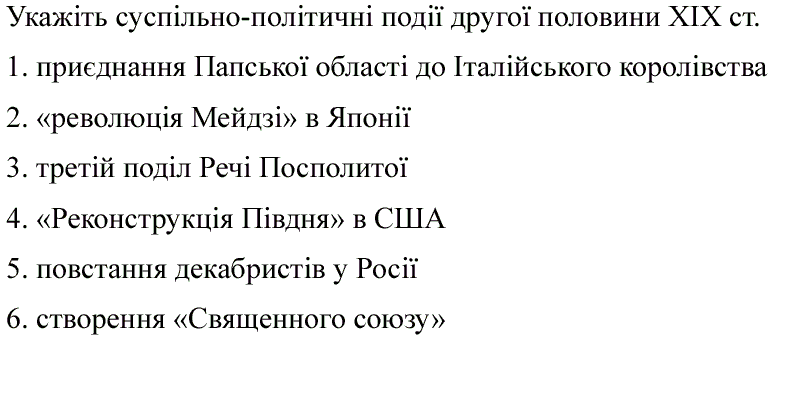 Укажіть суспільно-політичні події другої половини XIX ст.
1. приєднання Папської області до Італійського королівства
2. «революція Мейдзі» в Японії
3. третій поділ Речі Посполитої
4. «Реконструкція Півдня» в США
5. повстання декабристів у Росії
6. створення «Священного союзу»